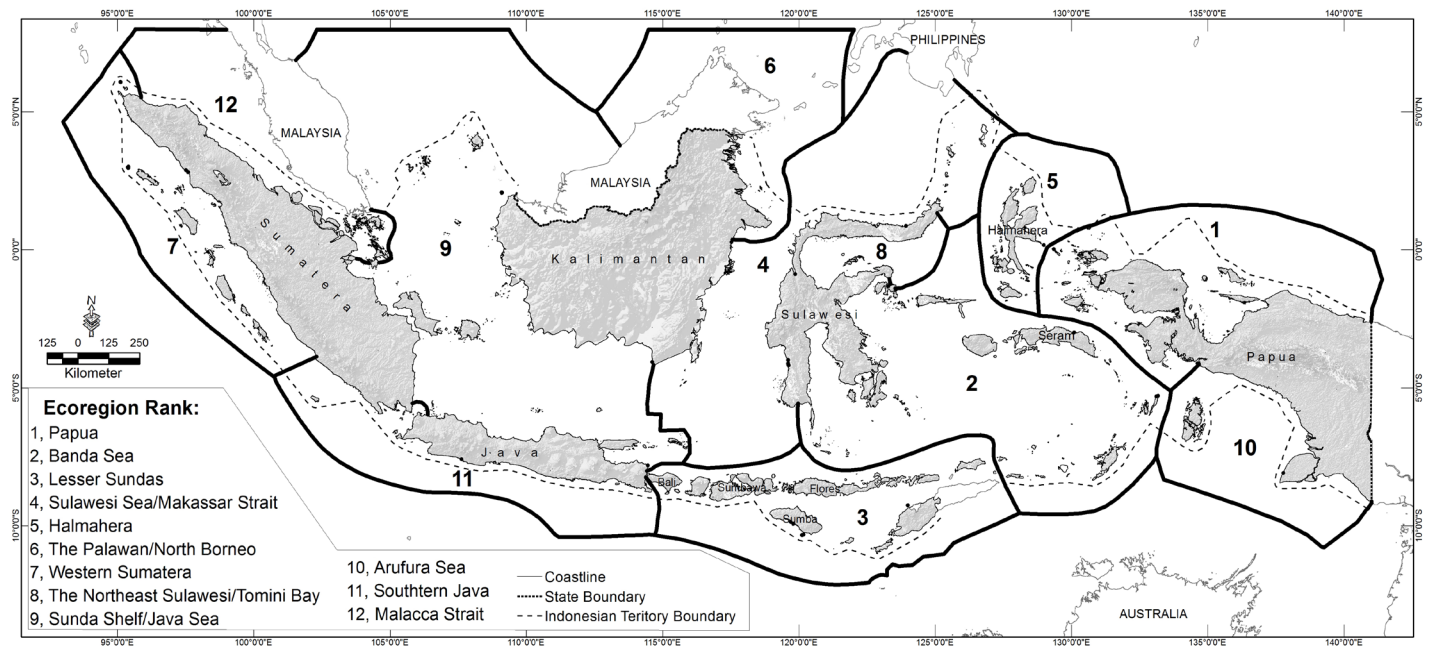 95°0'0"E 100°0'0"E 105°0'0"E 110°0'0"E 115°0'0"E 120°0'0"E 125°0'0"E 130°0'0"E 135°0'0"E 140°0'0"E
PHILIPPINES
6
12
5°0'0"N 5°0'0"N
MALAYSIA
MALAYSIA
5
1
Halmahera
Sumatera
7
9
0°0'0" 0°0'0"
Kalimantan
4
8
N
Sulawesi
Seram
125 0 125 250
Kilometer
Papua
2
5°0'0"S 5°0'0"S
Java
10
11
Bali
Sumbawa
Flores
Sumba
3
10°0'0"S 10°0'0"S
AUSTRALIA
Ecoregion Rank:
1, Papua
2, Banda Sea
3, Lesser Sundas
4, Sulawesi Sea/Makassar Strait
5, Halmahera
6, The Palawan/North Borneo
7, Western Sumatera
8, The Northeast Sulawesi/Tomini Bay
9, Sunda Shelf/Java Sea
10, Arufura Sea
11, Southtern Java
12, Malacca Strait
Coastline
State Boundary
Indonesian Teritory Boundary
95°0'0"E 100°0'0"E 105°0'0"E 110°0'0"E 115°0'0"E 120°0'0"E 125°0'0"E 130°0'0"E 135°0'0"E 140°0'0"E